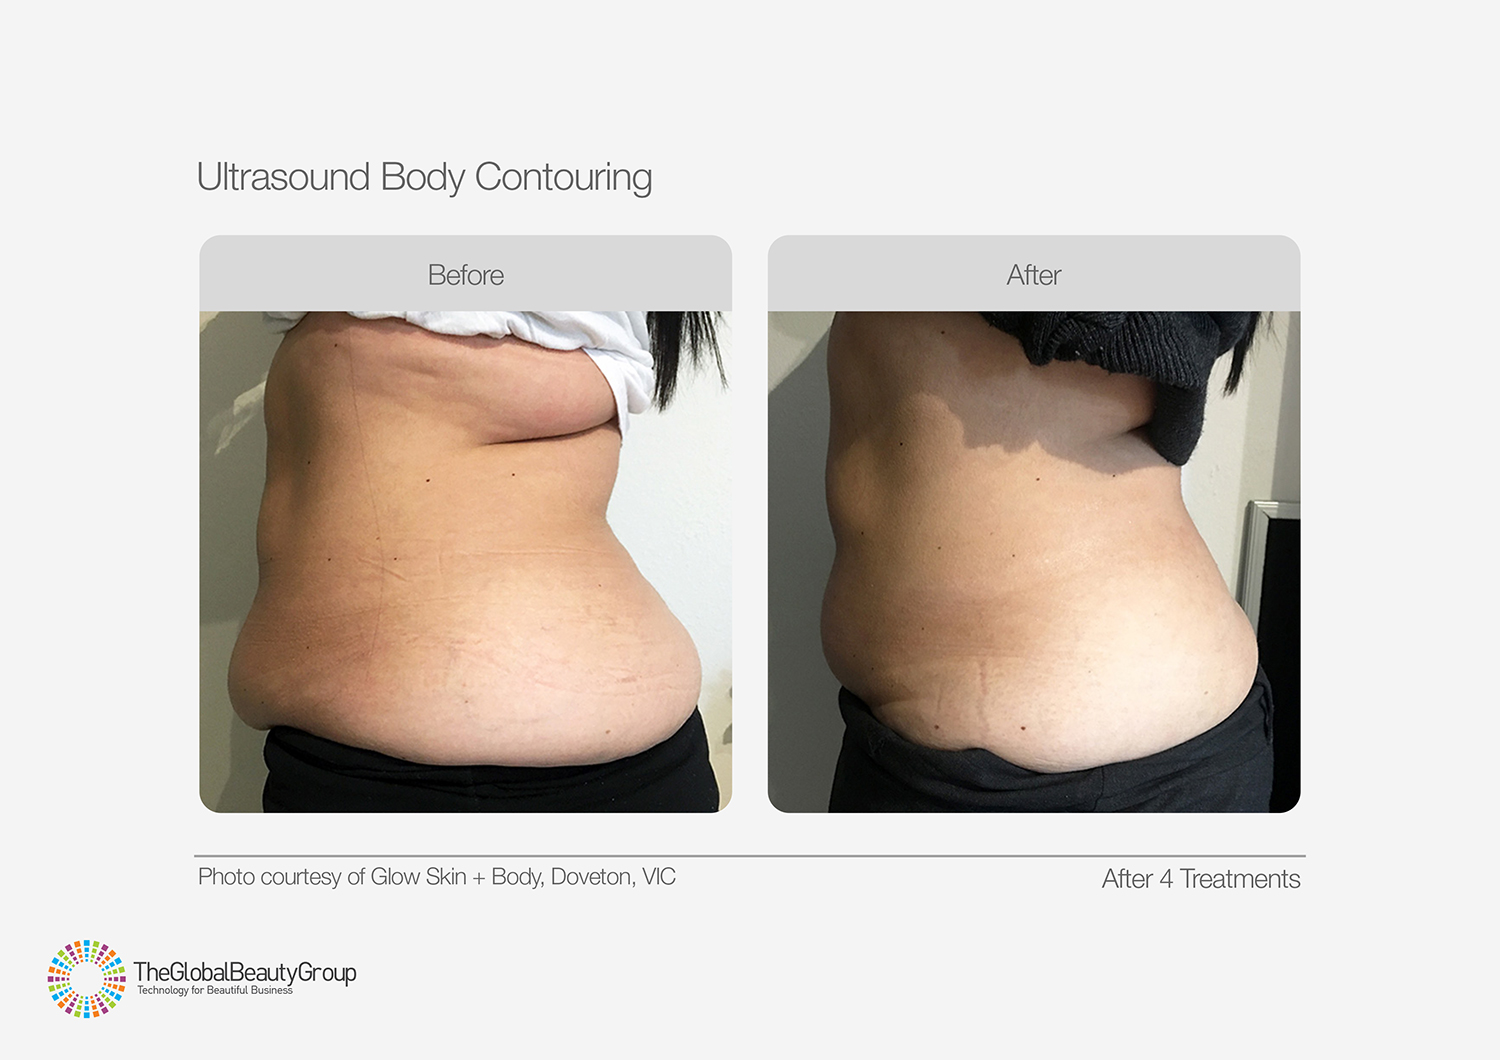 Ultrasound Body Contouring
Before
After
Photo courtesy of Glow Skin + Body, Doveton, VIC
After 4 Treatments
TheGlobalBeautyGroup
Technology for Beautiful Business